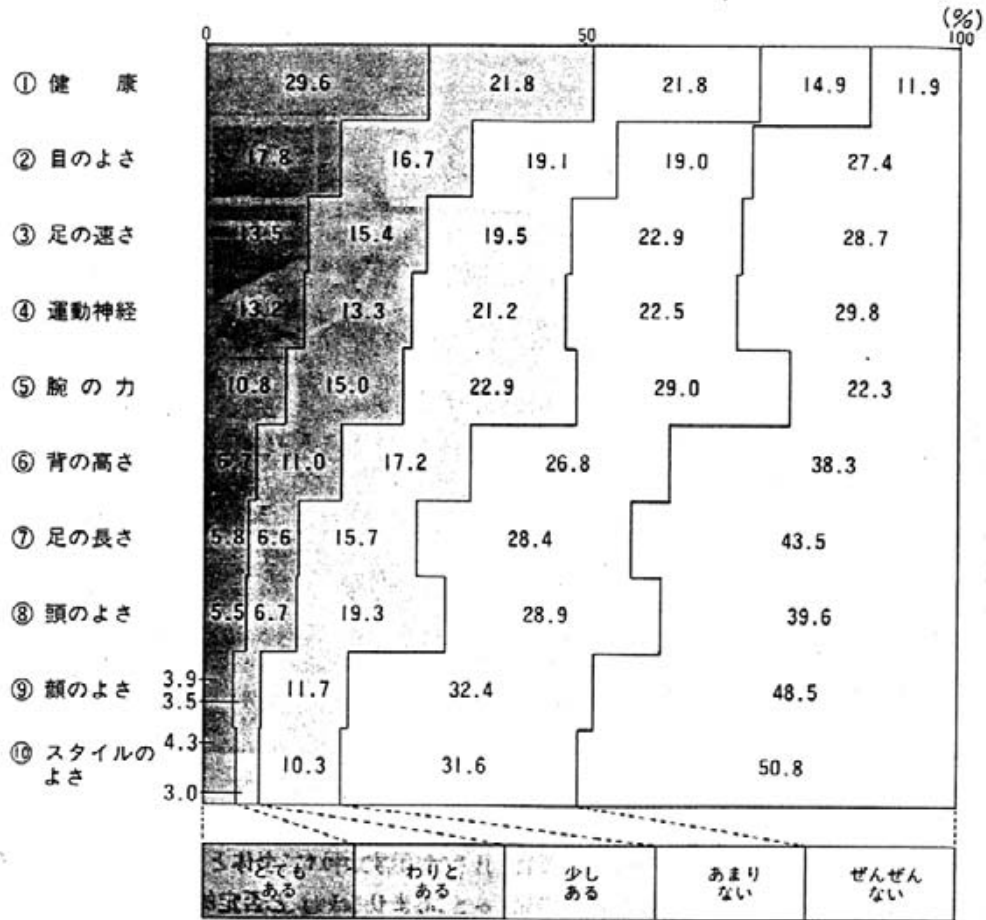 (%)
0 50 100
① 健 康 29.6 21.8 21.8 14.9 11.9
② 目のよさ 17.8 16.7 19.1 19.0 27.4
③ 足の速さ 13.5 15.4 19.5 22.9 28.7
④ 運動神経 13.2 13.3 21.2 22.5 29.8
⑤ 腕の力 10.8 15.0 22.9 29.0 22.3
⑥ 背の高さ 6.7 11.0 17.2 26.8 38.3
⑦ 足の長さ 5.8 6.6 15.7 28.4 43.5
⑧ 頭のよさ 5.5 6.7 19.3 28.9 39.6
⑨ 顔のよさ 3.9 3.5 11.7 32.4 48.5
⑩ スタイルの
よさ 4.3 3.0 10.3 31.6 50.8
とても
ある
わりと
ある
少し
ある
あまり
ない
ぜんぜん
ない